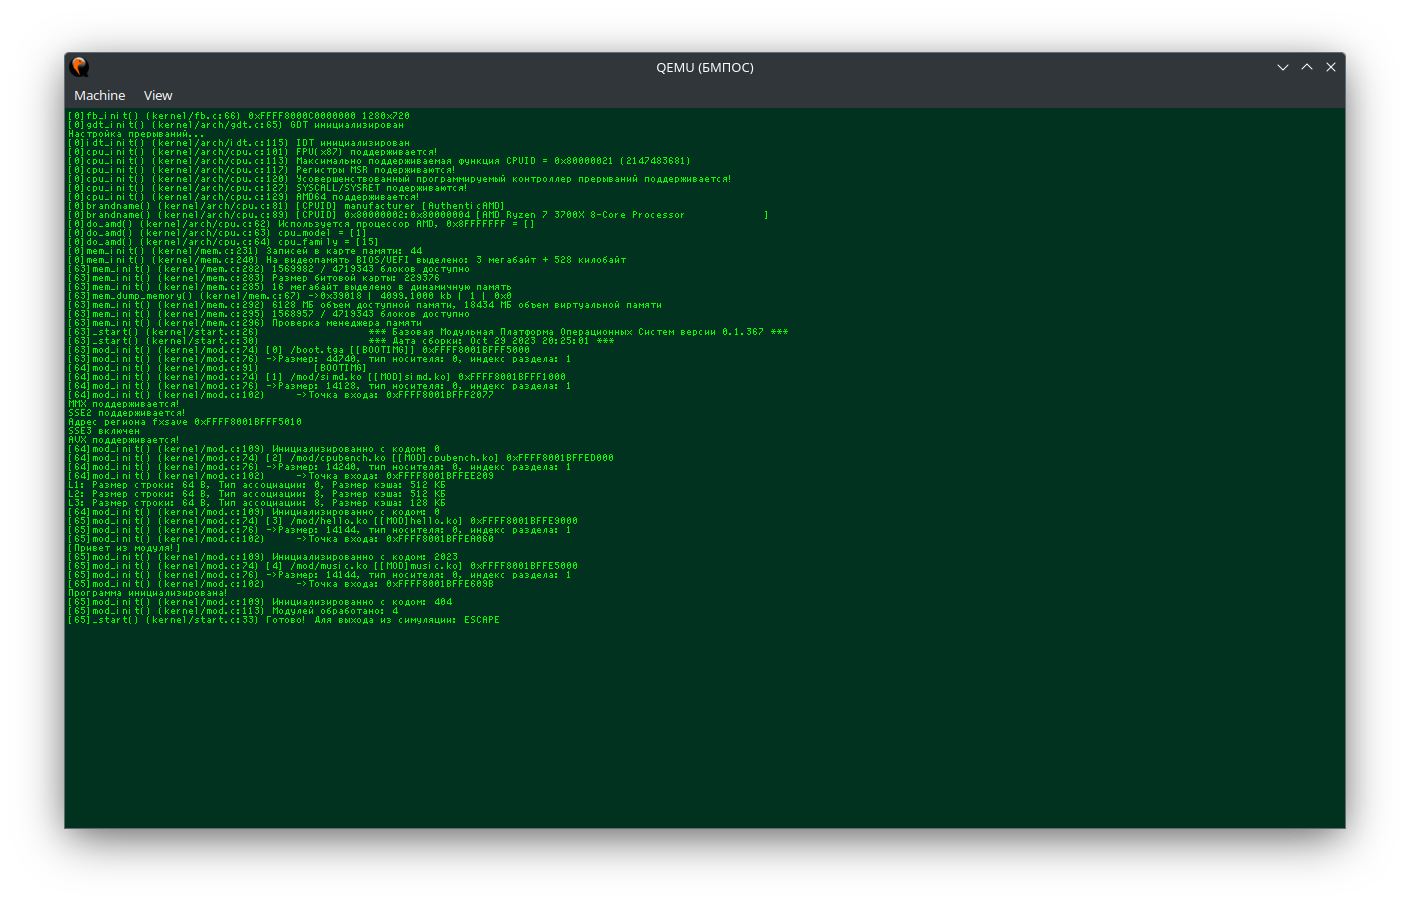 QEMU (БМПОС)
Machine View
[0]fb_init() (kernel/fb.c:66) 0xFFFF8000C0000000 1280x720
[0]gdt_init() (kernel/arch/gdt.c:65) GDT инициализирован
Настройка прерываний...
[0]idt_init() (kernel/arch/idt.c:115) IDT инициализирован
[0]cpu_init() (kernel/arch/cpu.c:101) FPU(x87) поддерживается!
[0]cpu_init() (kernel/arch/cpu.c:113) Максимально поддерживаемая функция CPUID = 0x80000021 (2147483681)
[0]cpu_init() (kernel/arch/cpu.c:117) Регистры MSR подерживаются!
[0]cpu_init() (kernel/arch/cpu.c:120) Усовершенствованный программируемый контроллер прерываний поддерживается!
[0]cpu_init() (kernel/arch/cpu.c:127) SYSCALL/SYSRET подерживаются!
[0]cpu_init() (kernel/arch/cpu.c:129) AMD64 поддерживается!
[0]brandname() (kernel/arch/cpu.c:81) [CPUID] manufacturer [AuthenticAMD]
[0]brandname() (kernel/arch/cpu.c:89) [CPUID] 0x80000002:0x80000004 [AMD Ryzen 7 3700X 8-Core Processor ]
[0]do_amd() (kernel/arch/cpu.c:62) Используется процессор AMD, 0x8FFFFFFF = []
[0]do_amd() (kernel/arch/cpu.c:63) cpu_model = [1]
[0]do_amd() (kernel/arch/cpu.c:64) cpu_family = [15]
[0]mem_init() (kernel/mem.c:231) Записей в карте памяти: 44
[0]mem_init() (kernel/mem.c:240) На видеопамять BIOS/UEFI выделено: 3 мегабайт + 528 килобайт
[63]mem_init() (kernel/mem.c:282) 1569982 / 4719343 блоков доступно
[63]mem_init() (kernel/mem.c:283) Размер битовой карты: 229376
[63]mem_init() (kernel/mem.c:285) 16 мегабайт выделено в динамичную память
[63]mem_dump_memory() (kernel/mem.c:67) ->0x39018 | 4099.1000 kb | 1 | 0x0
[63]mem_init() (kernel/mem.c:292) 6128 МБ объем доступной памяти, 18434 МБ объем виртуальной памяти
[63]mem_init() (kernel/mem.c:295) 1568957 / 4719343 блоков доступно
[63]mem_init() (kernel/mem.c:296) Проверка менеджера памяти
[63]_start() (kernel/start.c:26) *** Базовая Модульная Платформа Операционных Систем версии 0.1.367 ***
[63]_start() (kernel/start.c:30) *** Дата сборки: Oct 29 2023 20:25:01 ***
[63]mod_init() (kernel/mod.c:74) [0] /boot.tga [[BOOTIMG]] 0xFFFF8001BFFF5000
[63]mod_init() (kernel/mod.c:76) ->Размер: 44740, тип носителя: 0, индекс раздела: 1
[64]mod_init() (kernel/mod.c:91) [BOOTIMG]
[64]mod_init() (kernel/mod.c:74) [1] /mod/simd.ko [[MOD]simd.ko] 0xFFFF8001BFFF1000
[64]mod_init() (kernel/mod.c:76) ->Размер: 14128, тип носителя: 0, индекс раздела: 1
[64]mod_init() (kernel/mod.c:102) ->Точка входа: 0xFFFF8001BFFF2077
MMX поддерживается!
SSE2 поддерживается!
Адрес региона fxsave 0xFFFF8001BFFF5010
SSE3 включен
AVX поддерживается!
[64]mod_init() (kernel/mod.c:109) Инициализированно с кодом: 0
[64]mod_init() (kernel/mod.c:74) [2] /mod/cpubench.ko [[MOD]cpubench.ko] 0xFFFF8001BFFED000
[64]mod_init() (kernel/mod.c:76) ->Размер: 14240, тип носителя: 0, индекс раздела: 1
[64]mod_init() (kernel/mod.c:102) ->Точка входа: 0xFFFF8001BFFEE209
L1: Размер строки: 64 B, Тип ассоциации: 0, Размер кэша: 512 КБ
L2: Размер строки: 64 B, Тип ассоциации: 8, Размер кэша: 512 КБ
L3: Размер строки: 64 B, Тип ассоциации: 8, Размер кэша: 128 КБ
[64]mod_init() (kernel/mod.c:109) Инициализированно с кодом: 0
[65]mod_init() (kernel/mod.c:74) [3] /mod/hello.ko [[MOD]hello.ko] 0xFFFF8001BFFE9000
[65]mod_init() (kernel/mod.c:76) ->Размер: 14144, тип носителя: 0, индекс раздела: 1
[65]mod_init() (kernel/mod.c:102) ->Точка входа: 0xFFFF8001BFFEA060
[Привет из модуля!]
[65]mod_init() (kernel/mod.c:109) Инициализированно с кодом: 2023
[65]mod_init() (kernel/mod.c:74) [4] /mod/music.ko [[MOD]music.ko] 0xFFFF8001BFFE5000
[65]mod_init() (kernel/mod.c:76) ->Размер: 14144, тип носителя: 0, индекс раздела: 1
[65]mod_init() (kernel/mod.c:102) ->Точка входа: 0xFFFF8001BFFE609B
Программа инициализирована!
[65]mod_init() (kernel/mod.c:109) Инициализированно с кодом: 404
[65]mod_init() (kernel/mod.c:113) Модулей обработано: 4
[65]_start() (kernel/start.c:33) Готово! Для выхода из симуляции: ESCAPE